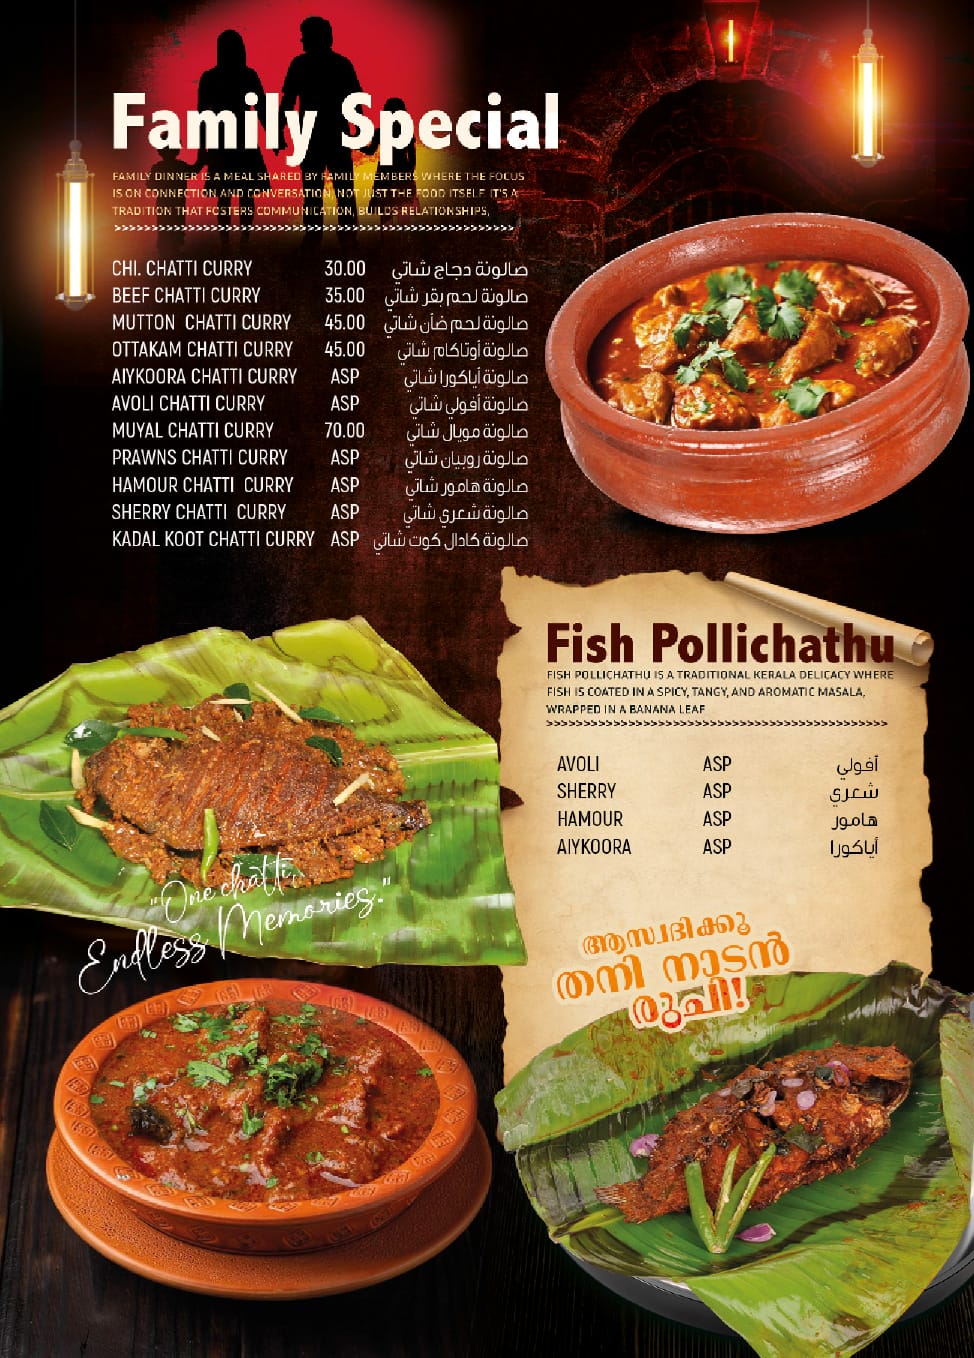 Family Special
FAMILY DINNER IS A MEAL SHARED BY FAMILY MEMBERS WHERE THE FOCUS
IS ON CONNECTION AND CONVERSATION, NOT JUST THE FOOD ITSELF. IT'S A
TRADITION THAT FOSTERS COMMUNICATION, BUILDS RELATIONSHIPS,
>>>>>>>>>>>>>>>>>>>>>>>>>>>>>>>>>>>>>>>>>>>>>>>>>>>>>>
CHI. CHATTI CURRY 30.00 صالونة دجاج شاتي
BEEF CHATTI CURRY 35.00 صالونة لحم بقر شاتي
MUTTON CHATTI CURRY 45.00 صالونة لحم ضأن شاتي
OTTAKAM CHATTI CURRY 45.00 صالونة أوتاكام شاتي
AIYKOORA CHATTI CURRY ASP صالونة أياكورا شاتي
AVOLI CHATTI CURRY ASP صالونة أفولي شاتي
MUYAL CHATTI CURRY 70.00 صالونة مويال شاتي
PRAWNS CHATTI CURRY ASP صالونة روبيان شاتي
HAMOUR CHATTI CURRY ASP صالونة هامور شاتي
SHERRY CHATTI CURRY ASP صالونة شعري شاتي
KADAL KOOT CHATTI CURRY ASP صالونة كادال كوت شاتي
Fish Pollichathu
FISH POLLICHATHU IS A TRADITIONAL KERALA DELICACY WHERE
FISH IS COATED IN A SPICY, TANGY, AND AROMATIC MASALA,
WRAPPED IN A BANANA LEAF
>>>>>>>>>>>>>>>>>>>>>>>>>>>>>>>>>>>>>>>>>>>>>>
AVOLI ASP أفولي
SHERRY ASP شعري
HAMOUR ASP هامور
AIYKOORA ASP أياكورا
"One chatti,
Endless Memories."
ആസ്വദിക്കൂ
തനി നാടൻ
രുചി!